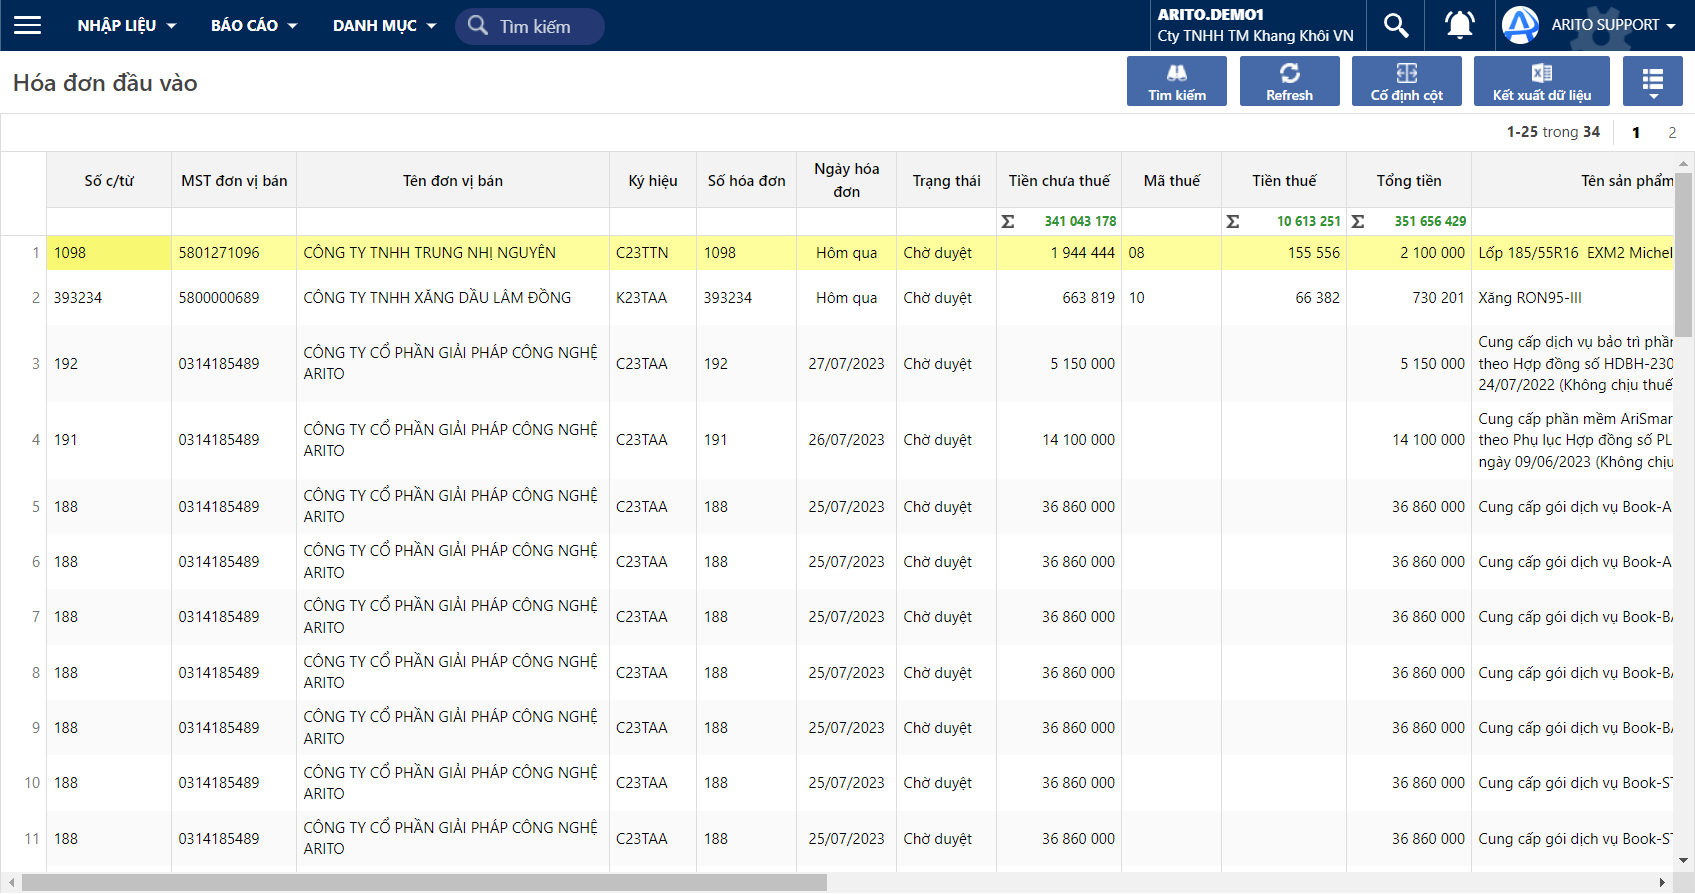 NHẬP LIỆU BÁO CÁO DANH MỤC Tìm kiếm
ARITO.DEMO1
Cty TNHH TM Khang Khôi VN
ARITO SUPPORT
Hóa đơn đầu vào
Tìm kiếm Refresh Cố định cột Kết xuất dữ liệu
1-25 trong 34 1 2
Số c/từ MST đơn vị bán Tên đơn vị bán Ký hiệu Số hóa đơn Ngày hóa đơn Trạng thái Tiền chưa thuế Mã thuế Tiền thuế Tổng tiền Tên sản phẩm
Σ 341 043 178 Σ 10 613 251 Σ 351 656 429
1 1098 5801271096 CÔNG TY TNHH TRUNG NHỊ NGUYÊN C23TTN 1098 Hôm qua Chờ duyệt 1 944 444 08 155 556 2 100 000 Lốp 185/55R16 EXM2 Michel
2 393234 5800000689 CÔNG TY TNHH XĂNG DẦU LÂM ĐỒNG K23TAA 393234 Hôm qua Chờ duyệt 663 819 10 66 382 730 201 Xăng RON95-III
3 192 0314185489 CÔNG TY CỔ PHẦN GIẢI PHÁP CÔNG NGHỆ ARITO C23TAA 192 27/07/2023 Chờ duyệt 5 150 000 5 150 000 Cung cấp dịch vụ bảo trì phần
theo Hợp đồng số HDBH-230
24/07/2022 (Không chịu thuế
4 191 0314185489 CÔNG TY CỔ PHẦN GIẢI PHÁP CÔNG NGHỆ ARITO C23TAA 191 26/07/2023 Chờ duyệt 14 100 000 14 100 000 Cung cấp phần mềm AriSmar
theo Phụ lục Hợp đồng số PL
ngày 09/06/2023 (Không chịu
5 188 0314185489 CÔNG TY CỔ PHẦN GIẢI PHÁP CÔNG NGHỆ ARITO C23TAA 188 25/07/2023 Chờ duyệt 36 860 000 36 860 000 Cung cấp gói dịch vụ Book-A
6 188 0314185489 CÔNG TY CỔ PHẦN GIẢI PHÁP CÔNG NGHỆ ARITO C23TAA 188 25/07/2023 Chờ duyệt 36 860 000 36 860 000 Cung cấp gói dịch vụ Book-A
7 188 0314185489 CÔNG TY CỔ PHẦN GIẢI PHÁP CÔNG NGHỆ ARITO C23TAA 188 25/07/2023 Chờ duyệt 36 860 000 36 860 000 Cung cấp gói dịch vụ Book-BA
8 188 0314185489 CÔNG TY CỔ PHẦN GIẢI PHÁP CÔNG NGHỆ ARITO C23TAA 188 25/07/2023 Chờ duyệt 36 860 000 36 860 000 Cung cấp gói dịch vụ Book-BA
9 188 0314185489 CÔNG TY CỔ PHẦN GIẢI PHÁP CÔNG NGHỆ ARITO C23TAA 188 25/07/2023 Chờ duyệt 36 860 000 36 860 000 Cung cấp gói dịch vụ Book-BA
10 188 0314185489 CÔNG TY CỔ PHẦN GIẢI PHÁP CÔNG NGHỆ ARITO C23TAA 188 25/07/2023 Chờ duyệt 36 860 000 36 860 000 Cung cấp gói dịch vụ Book-ST
11 188 0314185489 CÔNG TY CỔ PHẦN GIẢI PHÁP CÔNG NGHỆ ARITO C23TAA 188 25/07/2023 Chờ duyệt 36 860 000 36 860 000 Cung cấp gói dịch vụ Book-ST